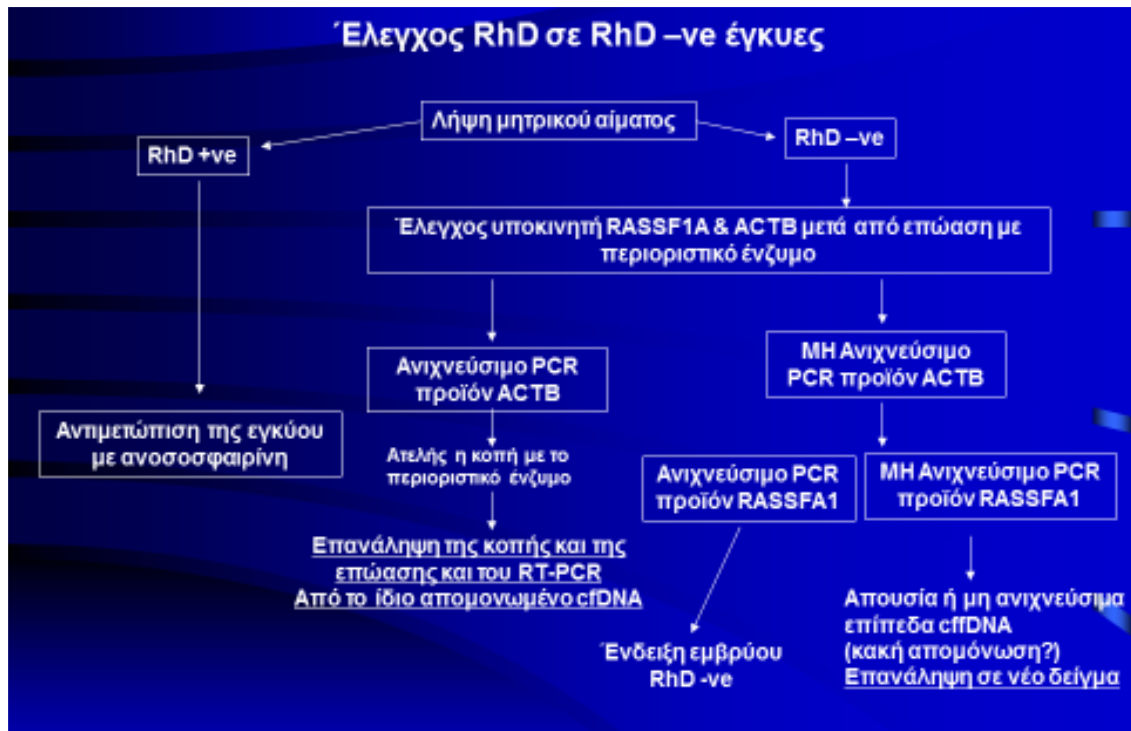 Έλεγχος RhD σε RhD –ve έγκυες
Λήψη μητρικού αίματος
RhD +ve
RhD –ve
Έλεγχος υποκινητή RASSF1A & ACTB μετά από επώαση με
περιοριστικό ένζυμο
Ανιχνεύσιμο PCR
προϊόν ACTB
ΜΗ Ανιχνεύσιμο
PCR προϊόν ACTB
Αντιμετώπιση της εγκύου
με ανοσοσφαιρίνη
Ατελής η κοπή με το
περιοριστικό ένζυμο
Ανιχνεύσιμο PCR
προϊόν RASSFA1
ΜΗ Ανιχνεύσιμο PCR
προϊόν RASSFA1
Επανάληψη της κοπής και της
επώασης και του RT-PCR
Από το ίδιο απομονωμένο cfDNA
Ένδειξη εμβρύου
RhD -ve
Απουσία ή μη ανιχνεύσιμα
επίπεδα cffDNA
(κακή απομόνωση?)
Επανάληψη σε νέο δείγμα